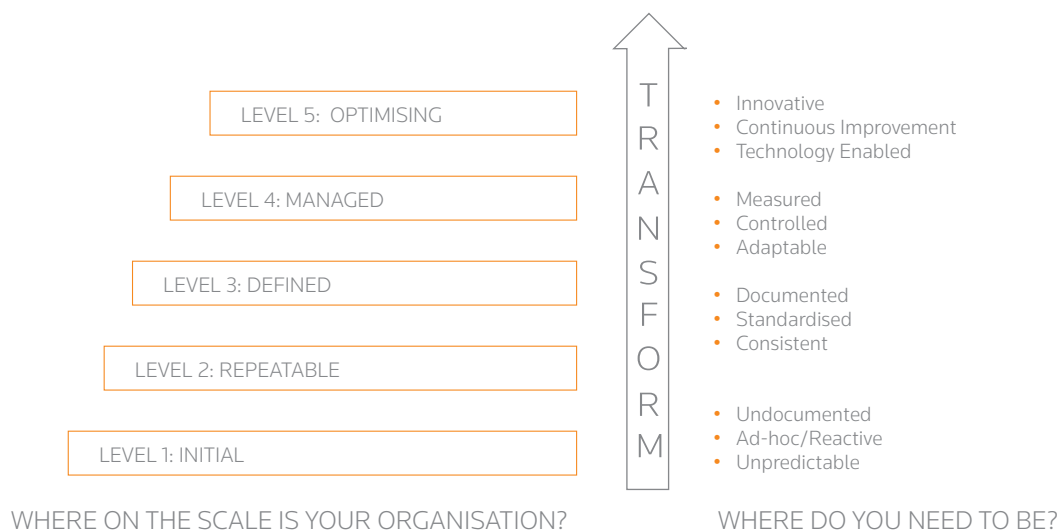 LEVEL 5: OPTIMISING
LEVEL 4: MANAGED
LEVEL 3: DEFINED
LEVEL 2: REPEATABLE
LEVEL 1: INITIAL
TRANSFORM
• Innovative
• Continuous Improvement
• Technology Enabled
• Measured
• Controlled
• Adaptable
• Documented
• Standardised
• Consistent
• Undocumented
• Ad-hoc/Reactive
• Unpredictable
WHERE ON THE SCALE IS YOUR ORGANISATION?
WHERE DO YOU NEED TO BE?